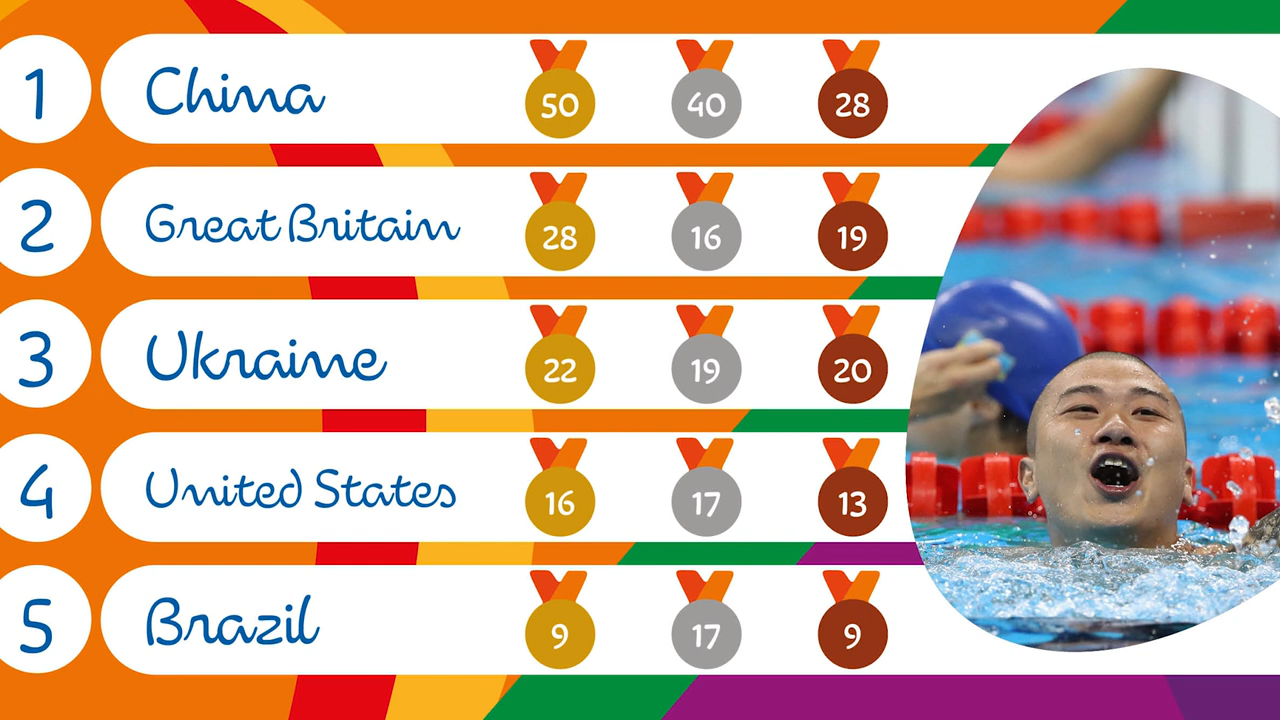 1 China 50 40 28
2 Great Britain 28 16 19
3 Ukraine 22 19 20
4 United States 16 17 13
5 Brazil 9 17 9